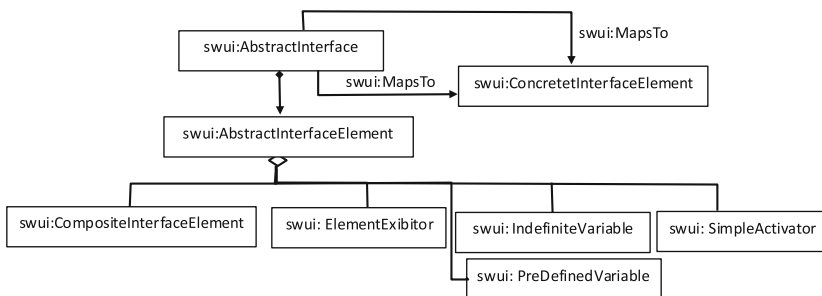 swui:MapsTo
swui:AbstractInterface
swui:MapsTo
swui:ConcretetInterfaceElement
swui:AbstractInterfaceElement
swui:CompositeInterfaceElement
swui: ElementExibitor
swui: IndefiniteVariable
swui: SimpleActivator
swui: PreDefinedVariable